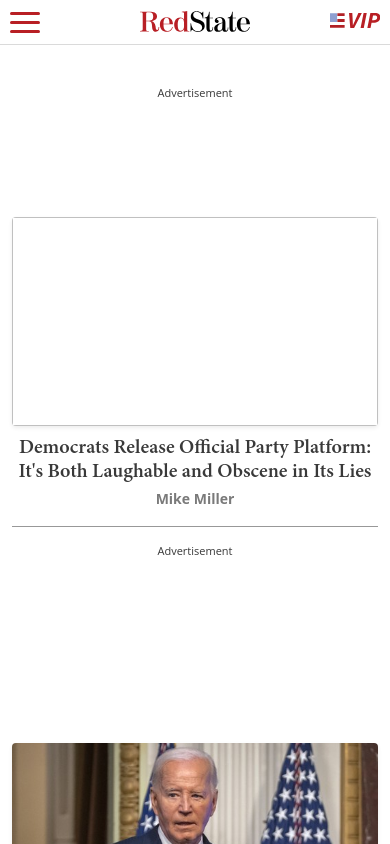 RedState
VIP
Advertisement
Democrats Release Official Party Platform:
It's Both Laughable and Obscene in Its Lies
Mike Miller
Advertisement